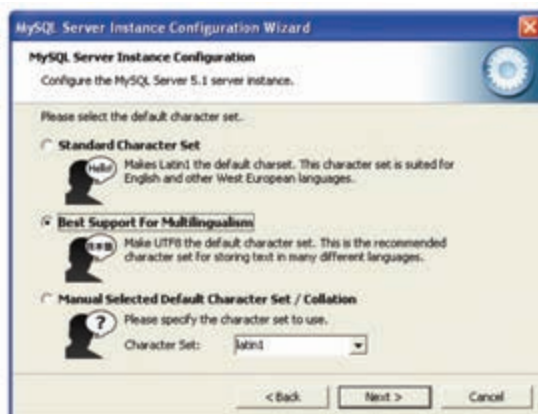 MySQL Server Instance Configuration Wizard
MySQL Server Instance Configuration
Configure the MySQL Server 5.1 server instance.
Please select the default character set.
Standard Character Set
Hello!
Makes Latin1 the default charset. This character set is suited for
English and other West European languages.
Best Support For Multilingualism
Make UTF8 the default character set. This is the recommended
character set for storing text in many different languages.
Manual Selected Default Character Set / Collation
?
Please specify the character set to use.
Character Set:
latin1
< Back
Next >
Cancel